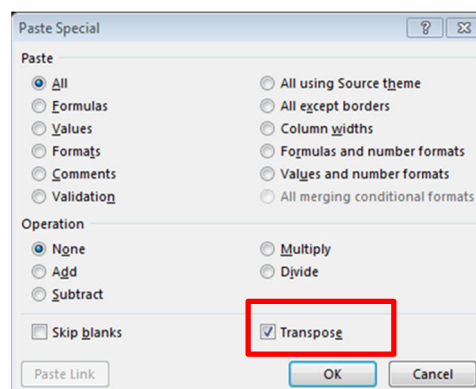 Paste Special
Paste
All
All using Source theme
Formulas
All except borders
Values
Column widths
Formats
Formulas and number formats
Comments
Values and number formats
Validation
All merging conditional formats
Operation
None
Multiply
Add
Divide
Subtract
Skip blanks
Transpose
Paste Link
OK
Cancel